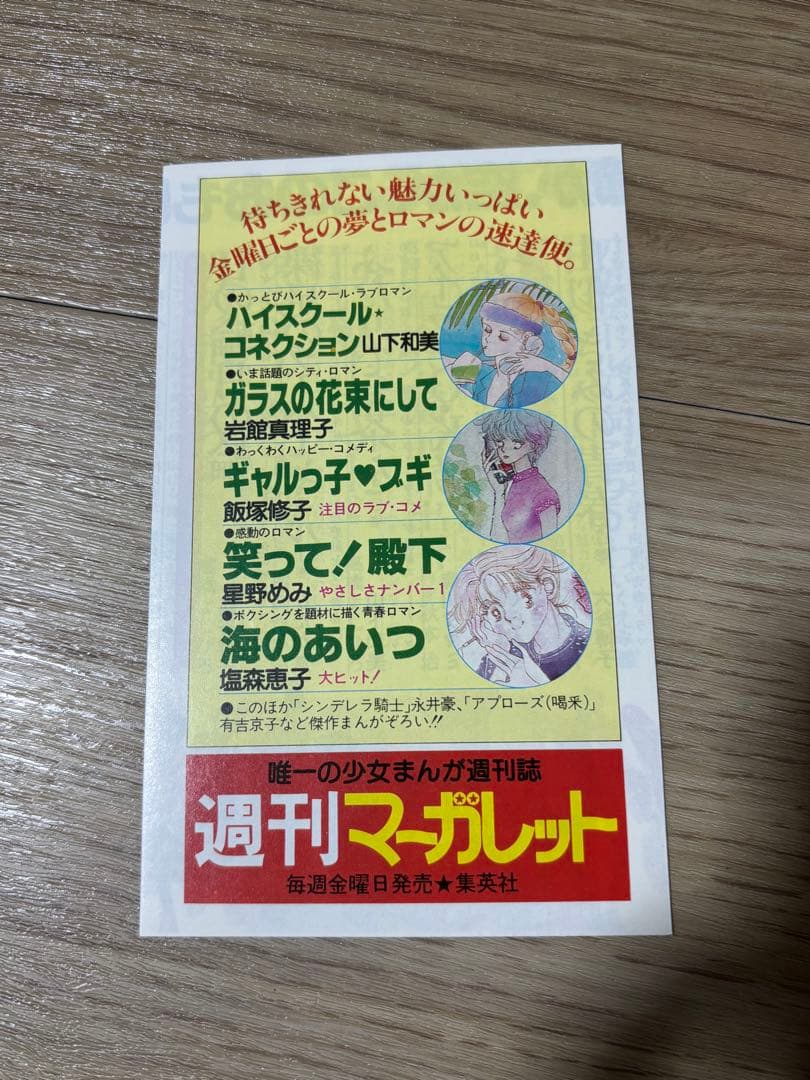 待ちきれない魅力いっぱい
金曜日ごとの夢とロマンの速達便。
●かっとびハイスクール・ラブロマン
ハイスクール★
コネクション山下和美
●いま話題のシティ・ロマン
ガラスの花束にして
岩館真理子
●わっくわくハッピー・コメディ
ギャルっ子♥ブギ
飯塚修子 注目のラブ・コメ
●感動のロマン
笑って!殿下
星野めみ やさしさナンバー1
●ボクシングを題材に描く青春ロマン
海のあいつ
塩森恵子 大ヒット!
●このほか「シンデレラ騎士」永井豪、「アプローズ(喝采)」
有吉京子など傑作まんがぞろい!!
唯一の少女まんが週刊誌
週刊マーガレット
毎週金曜日発売★集英社